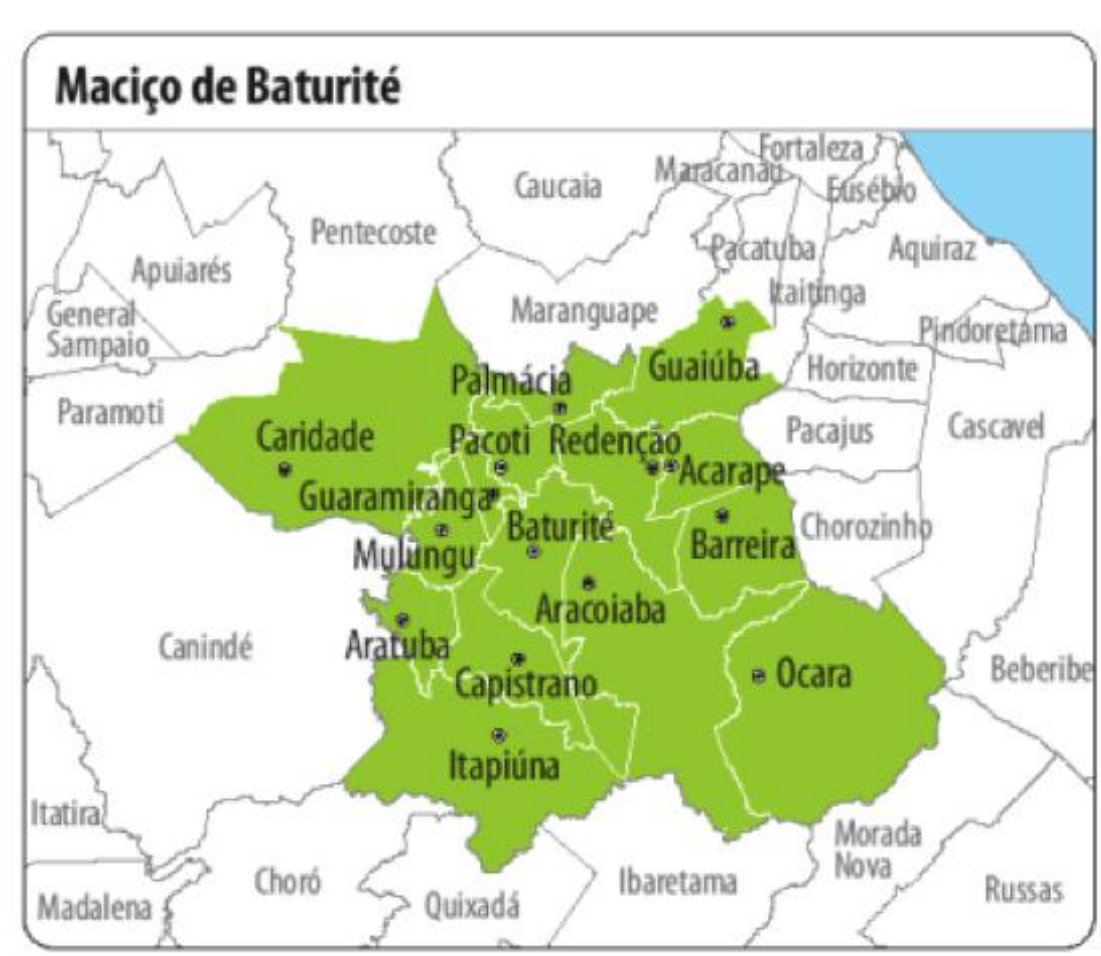 Maciço de Baturité
Fortaleza
Maracanaú
Caucaia
Eusébio
Pentecoste
Pacatuba
Aquiraz
Apuiarés
Itaitinga
General
Sampaio
Maranguape
Pindoretama
Guaiúba
Horizonte
Palmácia
Paramoti
Caridade
Pacoti
Redenção
Pacajus
Cascavel
Acarape
Guaramiranga
Baturité
Chorozinho
Barreira
Mulungu
Aracoiaba
Canindé
Aratuba
Capistrano
Ocara
Beberibe
Itapiúna
Itatira
Morada
Nova
Choró
Ibaretama
Russas
Madalena
Quixadá